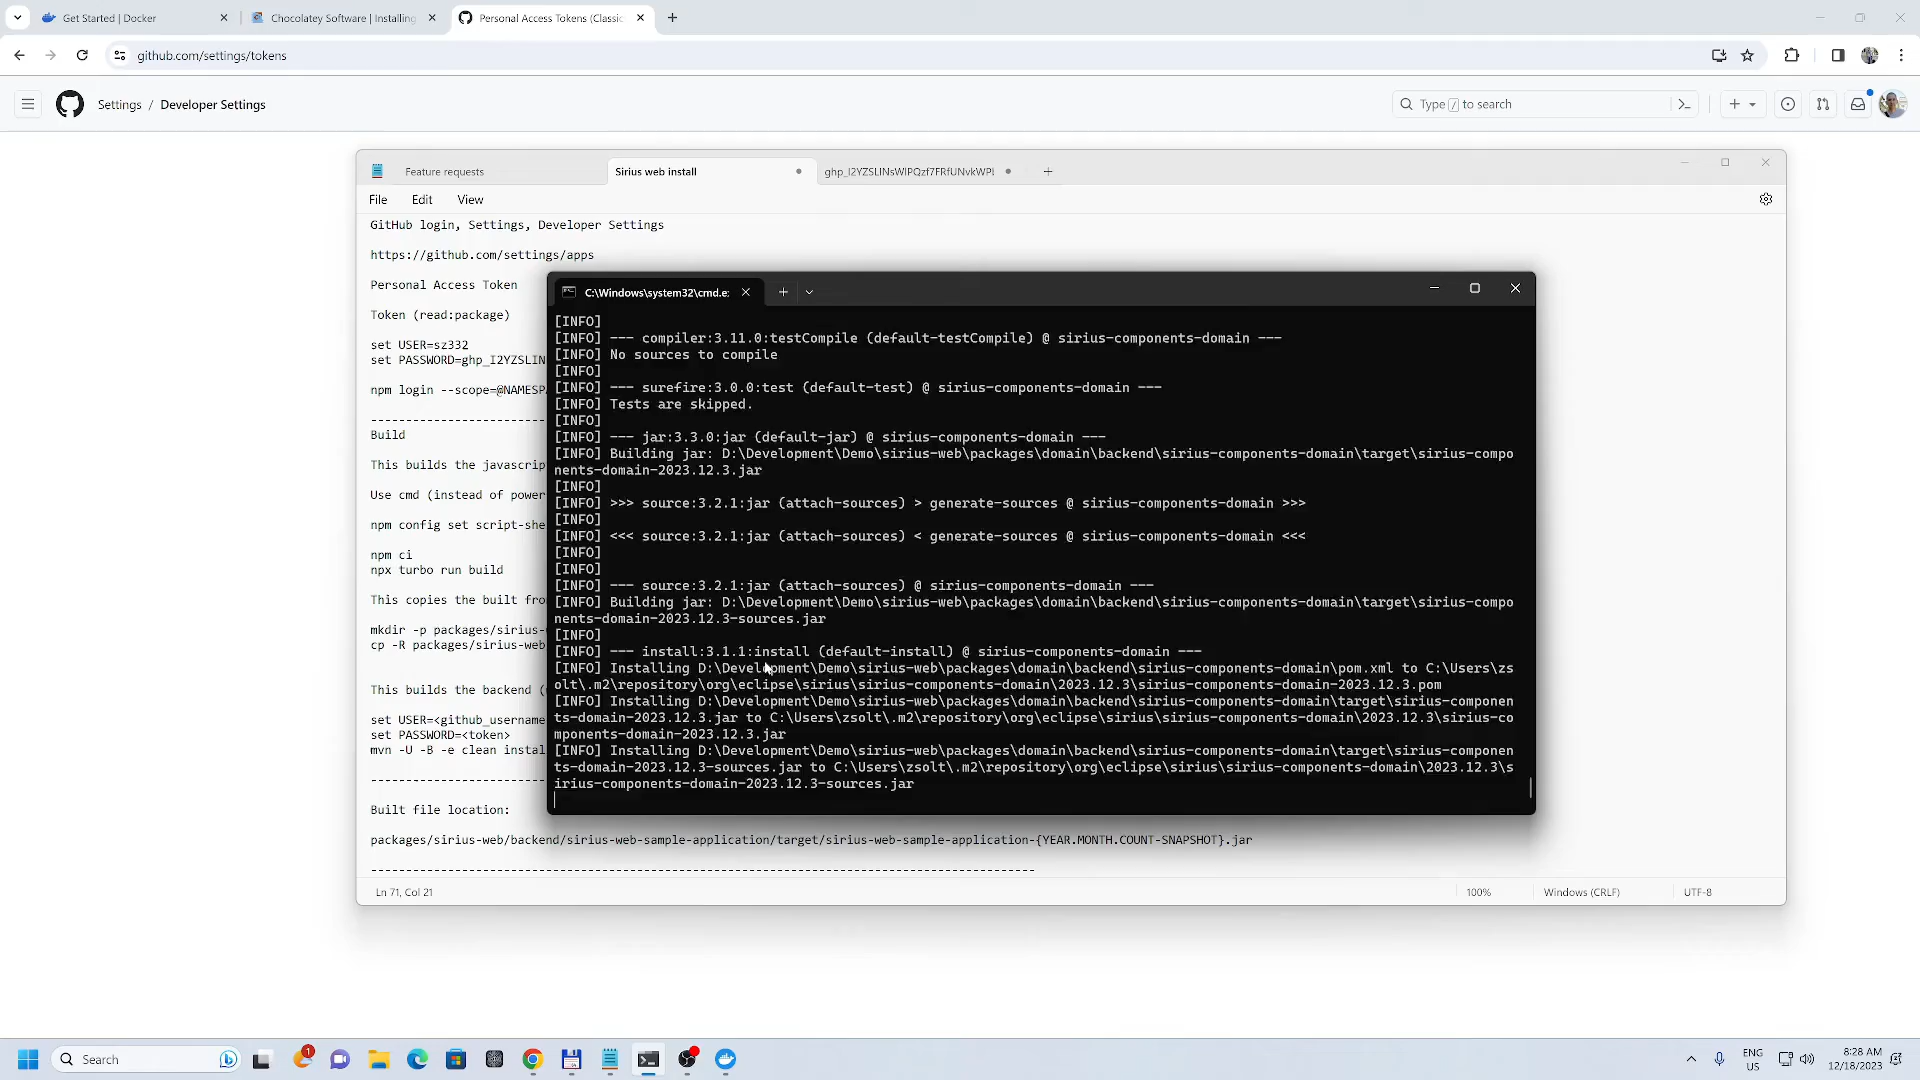 Get Started | Docker
Chocolatey Software | Installing
Personal Access Tokens (Classic
github.com/settings/tokens
Settings / Developer Settings
Type / to search
Feature requests
Sirius web install
File Edit View
GitHub login, Settings, Developer Settings
https://github.com/settings/apps
Personal Access Token
Token (read:package)
set USER=sz332
set PASSWORD=ghp_I2YZSLIN
npm login --scope=@NAMESP
Build
This builds the javascrip
Use cmd (instead of power
npm config set script-she
npm ci
npx turbo run build
This copies the built fro
mkdir -p packages/sirius-w
cp -R packages/sirius-web
This builds the backend (
set USER=<github_username
set PASSWORD=<token>
mvn -U -B -e clean instal
Built file location:
packages/sirius-web/backend/sirius-web-sample-application/target/sirius-web-sample-application-{YEAR.MONTH.COUNT-SNAPSHOT}.jar
Ln 71, Col 21
100%
Windows (CRLF)
UTF-8
C:\Windows\system32\cmd.e:
[INFO]
[INFO] --- compiler:3.11.0:testCompile (default-testCompile) @ sirius-components-domain ---
[INFO] No sources to compile
[INFO]
[INFO] --- surefire:3.0.0:test (default-test) @ sirius-components-domain ---
[INFO] Tests are skipped.
[INFO]
[INFO] --- jar:3.3.0:jar (default-jar) @ sirius-components-domain ---
[INFO] Building jar: D:\Development\Demo\sirius-web\packages\domain\backend\sirius-components-domain\target\sirius-compo
nents-domain-2023.12.3.jar
[INFO]
[INFO] >>> source:3.2.1:jar (attach-sources) > generate-sources @ sirius-components-domain >>>
[INFO]
[INFO] <<< source:3.2.1:jar (attach-sources) < generate-sources @ sirius-components-domain <<<
[INFO]
[INFO]
[INFO] --- source:3.2.1:jar (attach-sources) @ sirius-components-domain ---
[INFO] Building jar: D:\Development\Demo\sirius-web\packages\domain\backend\sirius-components-domain\target\sirius-compo
nents-domain-2023.12.3-sources.jar
[INFO]
[INFO] --- install:3.1.1:install (default-install) @ sirius-components-domain ---
[INFO] Installing D:\Development\Demo\sirius-web\packages\domain\backend\sirius-components-domain\pom.xml to C:\Users\zs
olt\.m2\repository\org\eclipse\sirius\sirius-components-domain\2023.12.3\sirius-components-domain-2023.12.3.pom
[INFO] Installing D:\Development\Demo\sirius-web\packages\domain\backend\sirius-components-domain\target\sirius-componen
ts-domain-2023.12.3.jar to C:\Users\zsolt\.m2\repository\org\eclipse\sirius\sirius-components-domain\2023.12.3\sirius-co
mponents-domain-2023.12.3.jar
[INFO] Installing D:\Development\Demo\sirius-web\packages\domain\backend\sirius-components-domain\target\sirius-componen
ts-domain-2023.12.3-sources.jar to C:\Users\zsolt\.m2\repository\org\eclipse\sirius\sirius-components-domain\2023.12.3\s
irius-components-domain-2023.12.3-sources.jar
Search
1
ENG
US
8:28 AM
12/18/2023